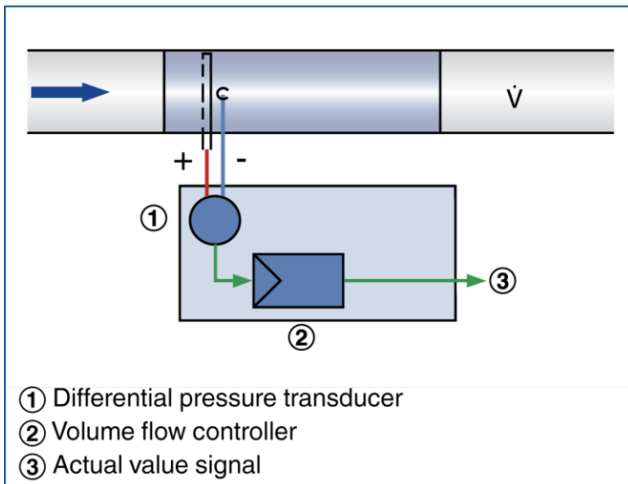 V̇
+ -
①
③
②
① Differential pressure transducer
② Volume flow controller
③ Actual value signal